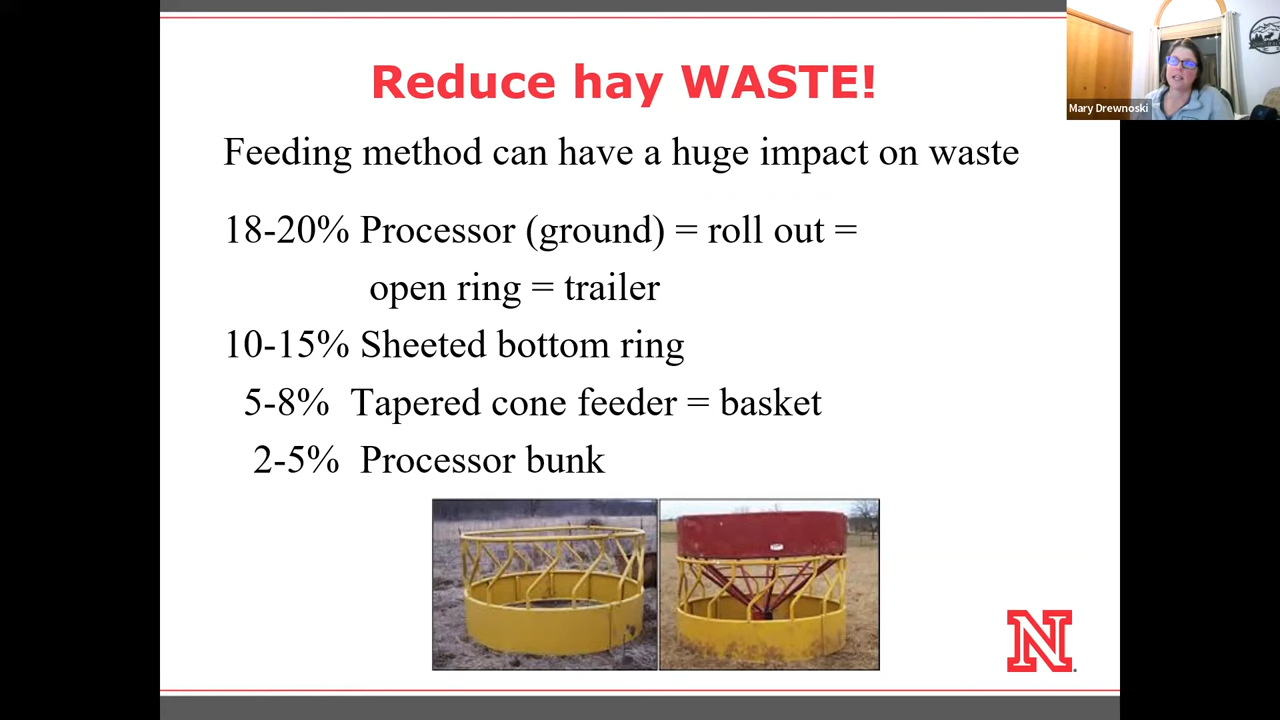 Reduce hay WASTE!
Mary Drewnoski
Feeding method can have a huge impact on waste
18-20% Processor (ground) = roll out =
open ring = trailer
10-15% Sheeted bottom ring
5-8% Tapered cone feeder = basket
2-5% Processor bunk
N